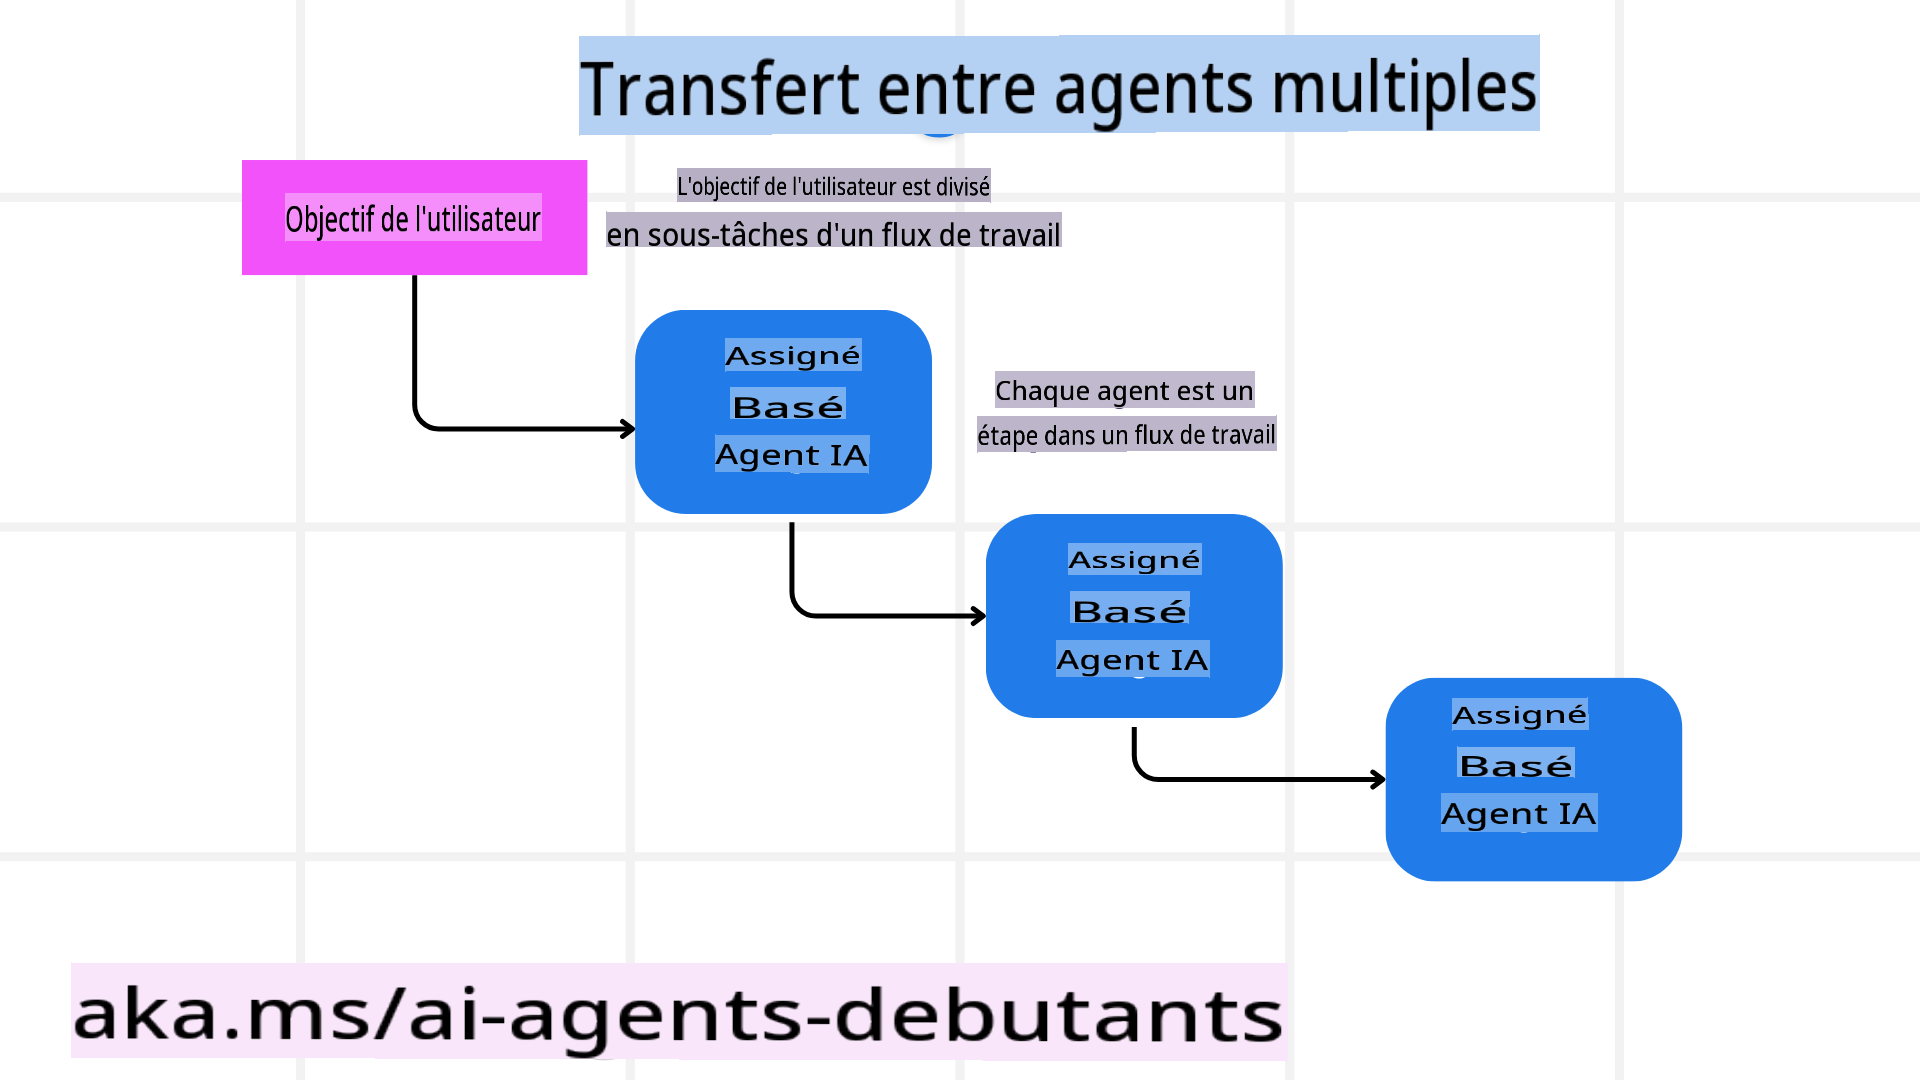 Transfert entre agents multiples
Objectif de l'utilisateur
L'objectif de l'utilisateur est divisé
en sous-tâches d'un flux de travail
Assigné
Basé
Agent IA
Chaque agent est un
étape dans un flux de travail
Assigné
Basé
Agent IA
Assigné
Basé
Agent IA
aka.ms/ai-agents-debutants